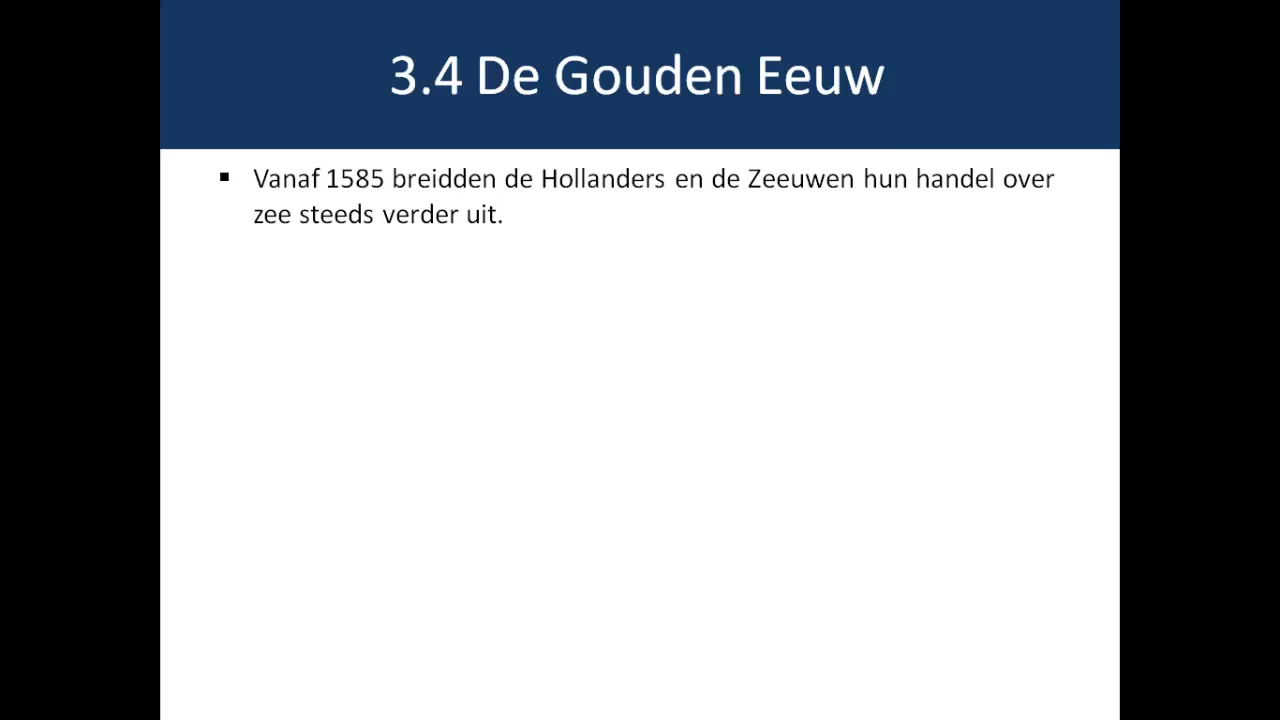 3.4 De Gouden Eeuw
▪ Vanaf 1585 breidden de Hollanders en de Zeeuwen hun handel over
zee steeds verder uit.